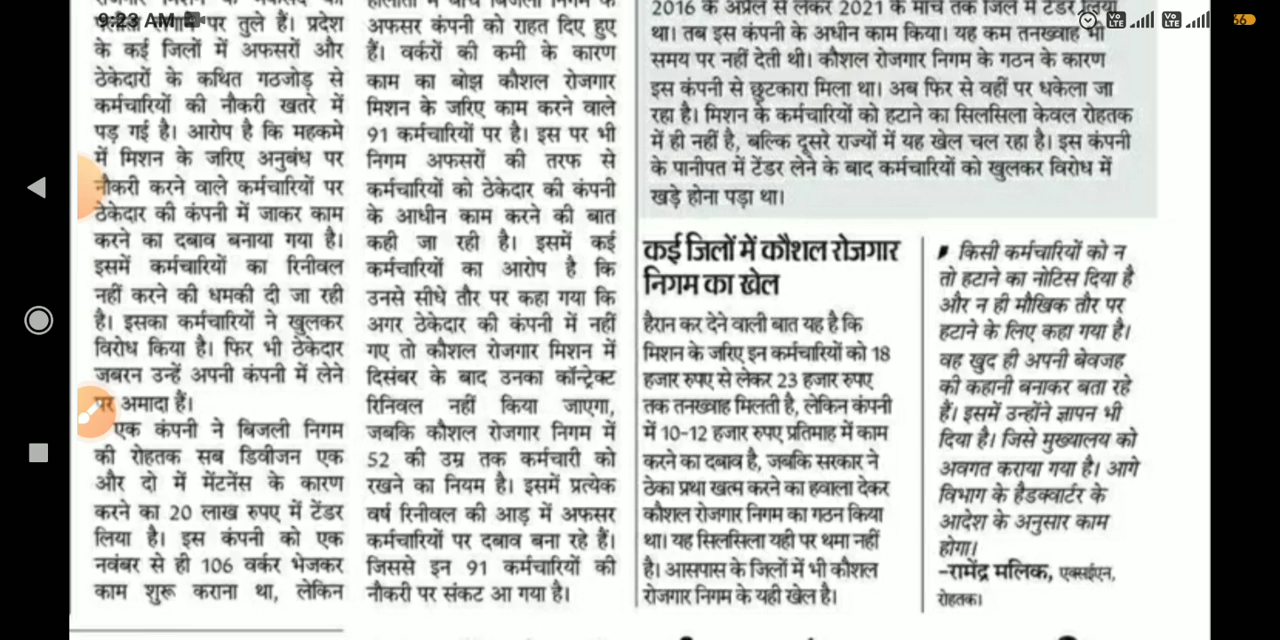 9:23 AM
VoLTE
VoLTE
56
पर तुले हैं। प्रदेश
के कई जिलों में अफसरों और
ठेकेदारों के कथित गठजोड़ से
कर्मचारियों की नौकरी खतरे में
पड़ गई है। आरोप है कि महकमे
में मिशन के जरिए अनुबंध पर
नौकरी करने वाले कर्मचारियों पर
ठेकेदार की कंपनी में जाकर काम
करने का दबाव बनाया गया है।
इसमें कर्मचारियों का रिनीवल
नहीं करने की धमकी दी जा रही
है। इसका कर्मचारियों ने खुलकर
विरोध किया है। फिर भी ठेकेदार
जबरन उन्हें अपनी कंपनी में लेने
पर अमादा हैं।
एक कंपनी ने बिजली निगम
की रोहतक सब डिवीजन एक
और दो में मेंटनेंस के कारण
करने का 20 लाख रुपए में टेंडर
लिया है। इस कंपनी को एक
नवंबर से ही 106 वर्कर भेजकर
काम शुरू कराना था, लेकिन
अफसर कंपनी को राहत दिए हुए
हैं। वर्करों की कमी के कारण
काम का बोझ कौशल रोजगार
मिशन के जरिए काम करने वाले
91 कर्मचारियों पर है। इस पर भी
निगम अफसरों की तरफ से
कर्मचारियों को ठेकेदार की कंपनी
के आधीन काम करने की बात
कही जा रही है। इसमें कई
कर्मचारियों का आरोप है कि
उनसे सीधे तौर पर कहा गया कि
अगर ठेकेदार की कंपनी में नहीं
गए तो कौशल रोजगार मिशन में
दिसंबर के बाद उनका कॉन्ट्रेक्ट
रिनिवल नहीं किया जाएगा,
जबकि कौशल रोजगार निगम में
52 की उम्र तक कर्मचारी को
रखने का नियम है। इसमें प्रत्येक
वर्ष रिनीवल की आड़ में अफसर
कर्मचारियों पर दबाव बना रहे हैं।
जिससे इन 91 कर्मचारियों की
नौकरी पर संकट आ गया है।
2016 के अप्रैल से लेकर 2021 के मार्च तक जिले में टेंडर लिया
था। तब इस कंपनी के अधीन काम किया। यह कम तनख्वाह भी
समय पर नहीं देती थी। कौशल रोजगार निगम के गठन के कारण
इस कंपनी से छुटकारा मिला था। अब फिर से वहीं पर धकेला जा
रहा है। मिशन के कर्मचारियों को हटाने का सिलसिला केवल रोहतक
में ही नहीं है, बल्कि दूसरे राज्यों में यह खेल चल रहा है। इस कंपनी
के पानीपत में टेंडर लेने के बाद कर्मचारियों को खुलकर विरोध में
खड़े होना पड़ा था।
कई जिलों में कौशल रोजगार
निगम का खेल
हैरान कर देने वाली बात यह है कि
मिशन के जरिए इन कर्मचारियों को 18
हजार रुपए से लेकर 23 हजार रुपए
तक तनख्वाह मिलती है, लेकिन कंपनी
में 10-12 हजार रुपए प्रतिमाह में काम
करने का दबाव है, जबकि सरकार ने
ठेका प्रथा खत्म करने का हवाला देकर
कौशल रोजगार निगम का गठन किया
था। यह सिलसिला यही पर थमा नहीं
है। आसपास के जिलों में भी कौशल
रोजगार निगम के यही खेल है।
किसी कर्मचारियों को न
तो हटाने का नोटिस दिया है
और न ही मौखिक तौर पर
हटाने के लिए कहा गया है।
वह खुद ही अपनी बेवजह
की कहानी बनाकर बता रहे
हैं। इसमें उन्होंने ज्ञापन भी
दिया है। जिसे मुख्यालय को
अवगत कराया गया है। आगे
विभाग के हैडक्वार्टर के
आदेश के अनुसार काम
होगा।
-रामेंद्र मलिक, एक्सईएन,
रोहतक।